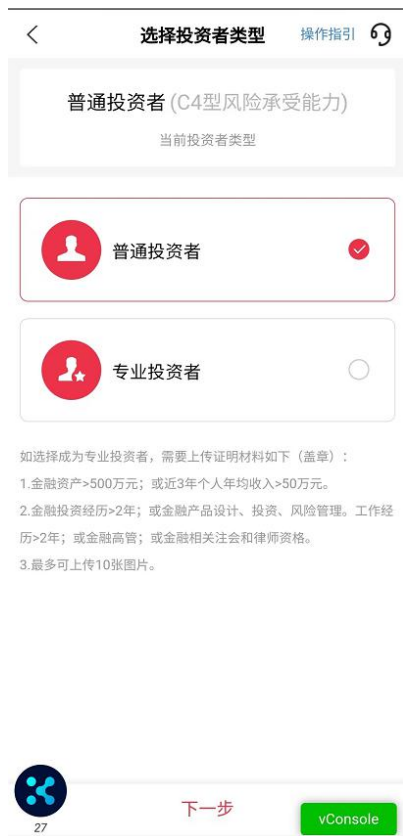 选择投资者类型 操作指引
普通投资者 (C4型风险承受能力)
当前投资者类型
普通投资者
专业投资者
如选择成为专业投资者，需要上传证明材料如下（盖章）：
1.金融资产>500万元；或近3年个人年均收入>50万元。
2.金融投资经历>2年；或金融产品设计、投资、风险管理。工作经
历>2年；或金融高管；或金融相关注会和律师资格。
3.最多可上传10张图片。
下一步
vConsole
27